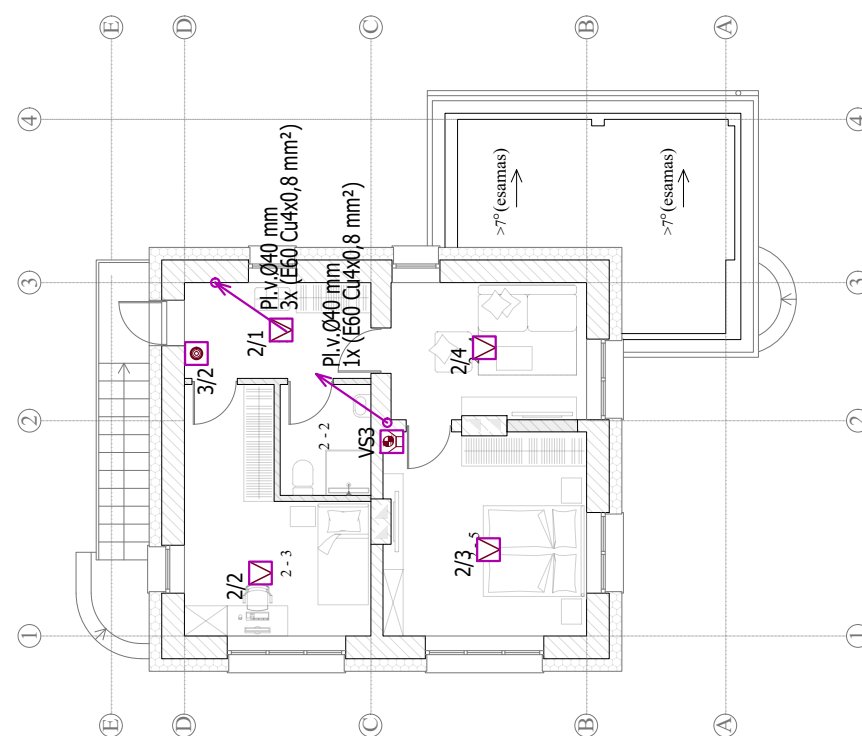 E
D
C
B
A
4
4
Pl.v.Ø40 mm
3x (E60 Cu4x0,8 mm²)
Pl.v.Ø40 mm
1x (E60 Cu4x0,8 mm²)
>7°(esamas)
>7°(esamas)
3
3
2/1
3/2
2/4
2
2
VS3
2 - 2
2/2
2 - 3
2/3
1
1
E
D
C
B
A